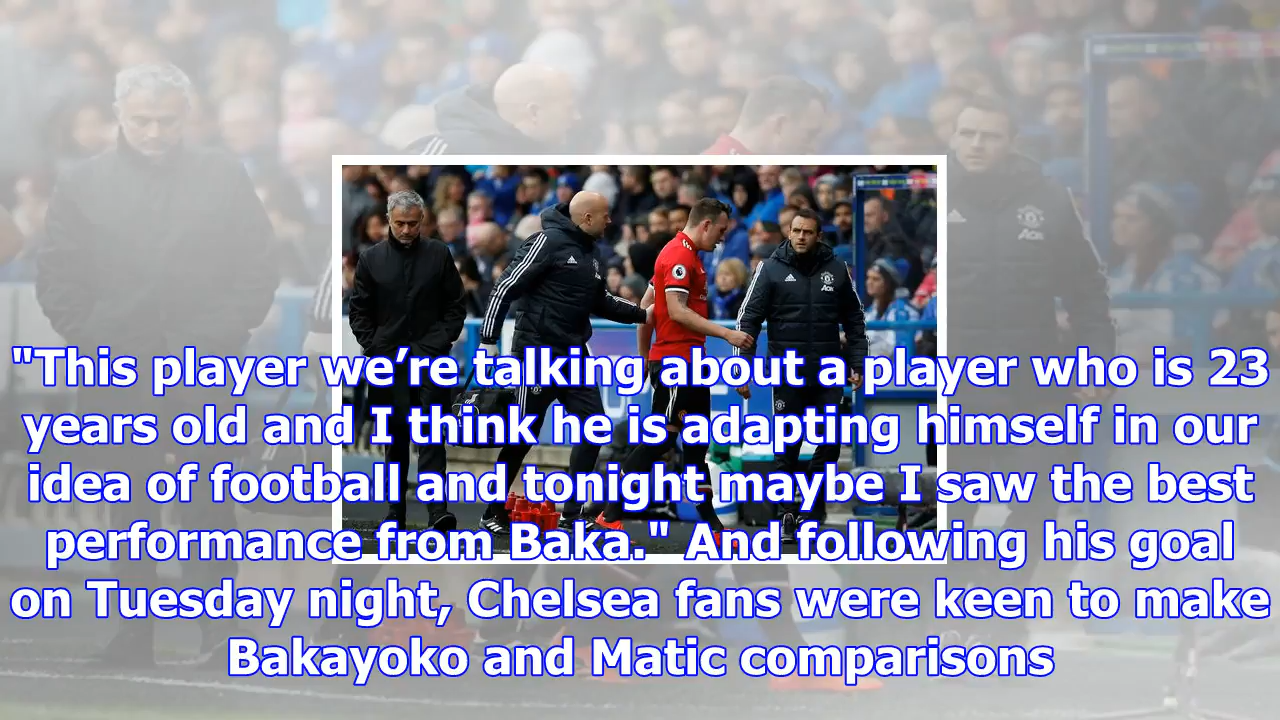 "This player we’re talking about a player who is 23
years old and I think he is adapting himself in our
idea of football and tonight maybe I saw the best
performance from Baka." And following his goal
on Tuesday night, Chelsea fans were keen to make
Bakayoko and Matic comparisons
AON